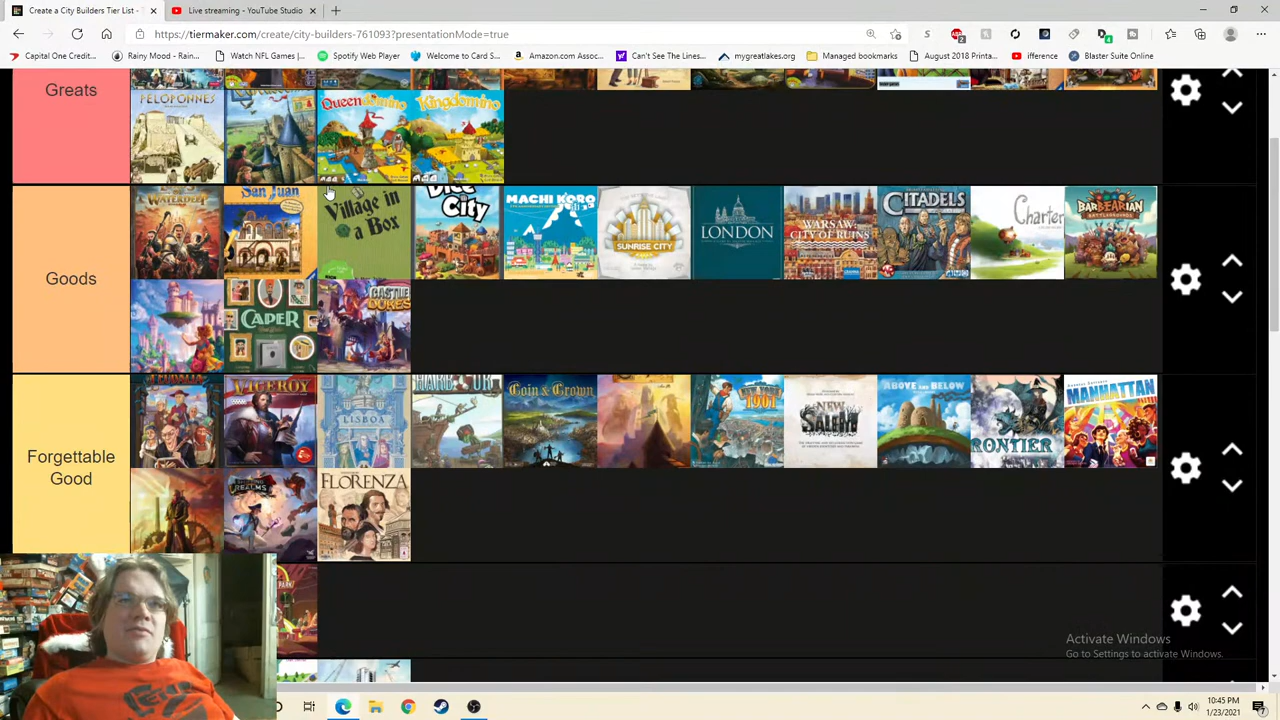 Create a City Builders Tier List -
Live streaming - YouTube Studio
https://tiermaker.com/create/city-builders-761093?presentationMode=true
Capital One Credit C...
Rainy Mood - Rain...
Watch NFL Games |...
Spotify Web Player
Welcome to Card S...
Amazon.com Assoc...
Can't See The Lines...
mygreatlakes.org
Managed bookmarks
August 2018 Printa...
ifference
Blaster Suite Online
Greats
PELOPONNES
Queendomino
Kingdomino
Goods
WATERDEEP
San Juan
Village in
a Box
DICE
City
MACHI KORO
SUNRISE CITY
LONDON
WARSAW:
CITY OF RUINS
CITADELS
Charter
BARBEARIAN
BATTLEGROUNDS
CAPER
CASTLE
DUKES
Forgettable
Good
VICEROY
LISBOA
Coin & Crown
1901
NEW
SALEM
ABOVE AND BELOW
FRONTIER
MANHATTAN
REALMS
FLORENZA
PARK
Activate Windows
Go to Settings to activate Windows.
10:45 PM
1/23/2021